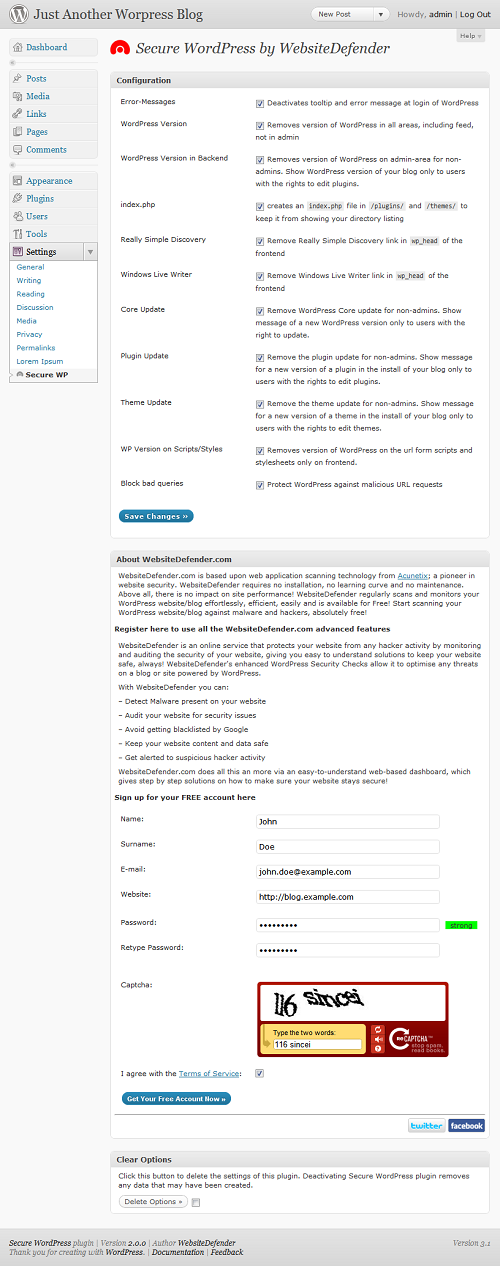 Just Another Worpress Blog
New Post
Howdy, admin | Log Out
Help
Dashboard
Posts
Media
Links
Pages
Comments
Appearance
Plugins
Users
Tools
Settings
General
Writing
Reading
Discussion
Media
Privacy
Permalinks
Lorem Ipsum
Secure WP
Secure WordPress by WebsiteDefender
Configuration
Error-Messages
Deactivates tooltip and error message at login of WordPress
WordPress Version
Removes version of WordPress in all areas, including feed,
not in admin
WordPress Version in Backend
Removes version of WordPress on admin-area for non-
admins. Show WordPress version of your blog only to users
with the rights to edit plugins.
index.php
creates an index.php file in /plugins/ and /themes/ to
keep it from showing your directory listing
Really Simple Discovery
Remove Really Simple Discovery link in wp_head of the
frontend
Windows Live Writer
Remove Windows Live Writer link in wp_head of the
frontend
Core Update
Remove WordPress Core update for non-admins. Show
message of a new WordPress version only to users with the
right to update.
Plugin Update
Remove the plugin update for non-admins. Show message
for a new version of a plugin in the install of your blog only to
users with the rights to edit plugins.
Theme Update
Remove the theme update for non-admins. Show message
for a new version of a theme in the install of your blog only to
users with the rights to edit themes.
WP Version on Scripts/Styles
Removes version of WordPress on the url form scripts and
stylesheets only on frontend.
Block bad queries
Protect WordPress against malicious URL requests
Save Changes »
About WebsiteDefender.com
WebsiteDefender.com is based upon web application scanning technology from Acunetix; a pioneer in
website security. WebsiteDefender requires no installation, no learning curve and no maintenance.
Above all, there is no impact on site performance! WebsiteDefender regularly scans and monitors your
WordPress website/blog effortlessly, efficient, easily and is available for Free! Start scanning your
WordPress website/blog against malware and hackers, absolutely free!
Register here to use all the WebsiteDefender.com advanced features
WebsiteDefender is an online service that protects your website from any hacker activity by monitoring
and auditing the security of your website, giving you easy to understand solutions to keep your website
safe, always! WebsiteDefender's enhanced WordPress Security Checks allow it to optimise any threats
on a blog or site powered by WordPress.
With WebsiteDefender you can:
– Detect Malware present on your website
– Audit your website for security issues
– Avoid getting blacklisted by Google
– Keep your website content and data safe
– Get alerted to suspicious hacker activity
WebsiteDefender.com does all this an more via an easy-to-understand web-based dashboard, which
gives step by step solutions on how to make sure your website stays secure!
Sign up for your FREE account here
Name:
John
Surname:
Doe
E-mail:
john.doe@example.com
Website:
http://blog.example.com
Password:
•••••••••
strong
Retype Password:
•••••••••
Captcha:
116 sincei
Type the two words:
116 sincei
reCAPTCHA™
stop spam.
read books.
I agree with the Terms of Service:
Get Your Free Account Now »
twitter
facebook
Clear Options
Click this button to delete the settings of this plugin. Deactivating Secure WordPress plugin removes
any data that may have been created.
Delete Options »
Secure WordPress plugin | Version 2.0.0 | Author WebsiteDefender
Version 3.1
Thank you for creating with WordPress. | Documentation | Feedback